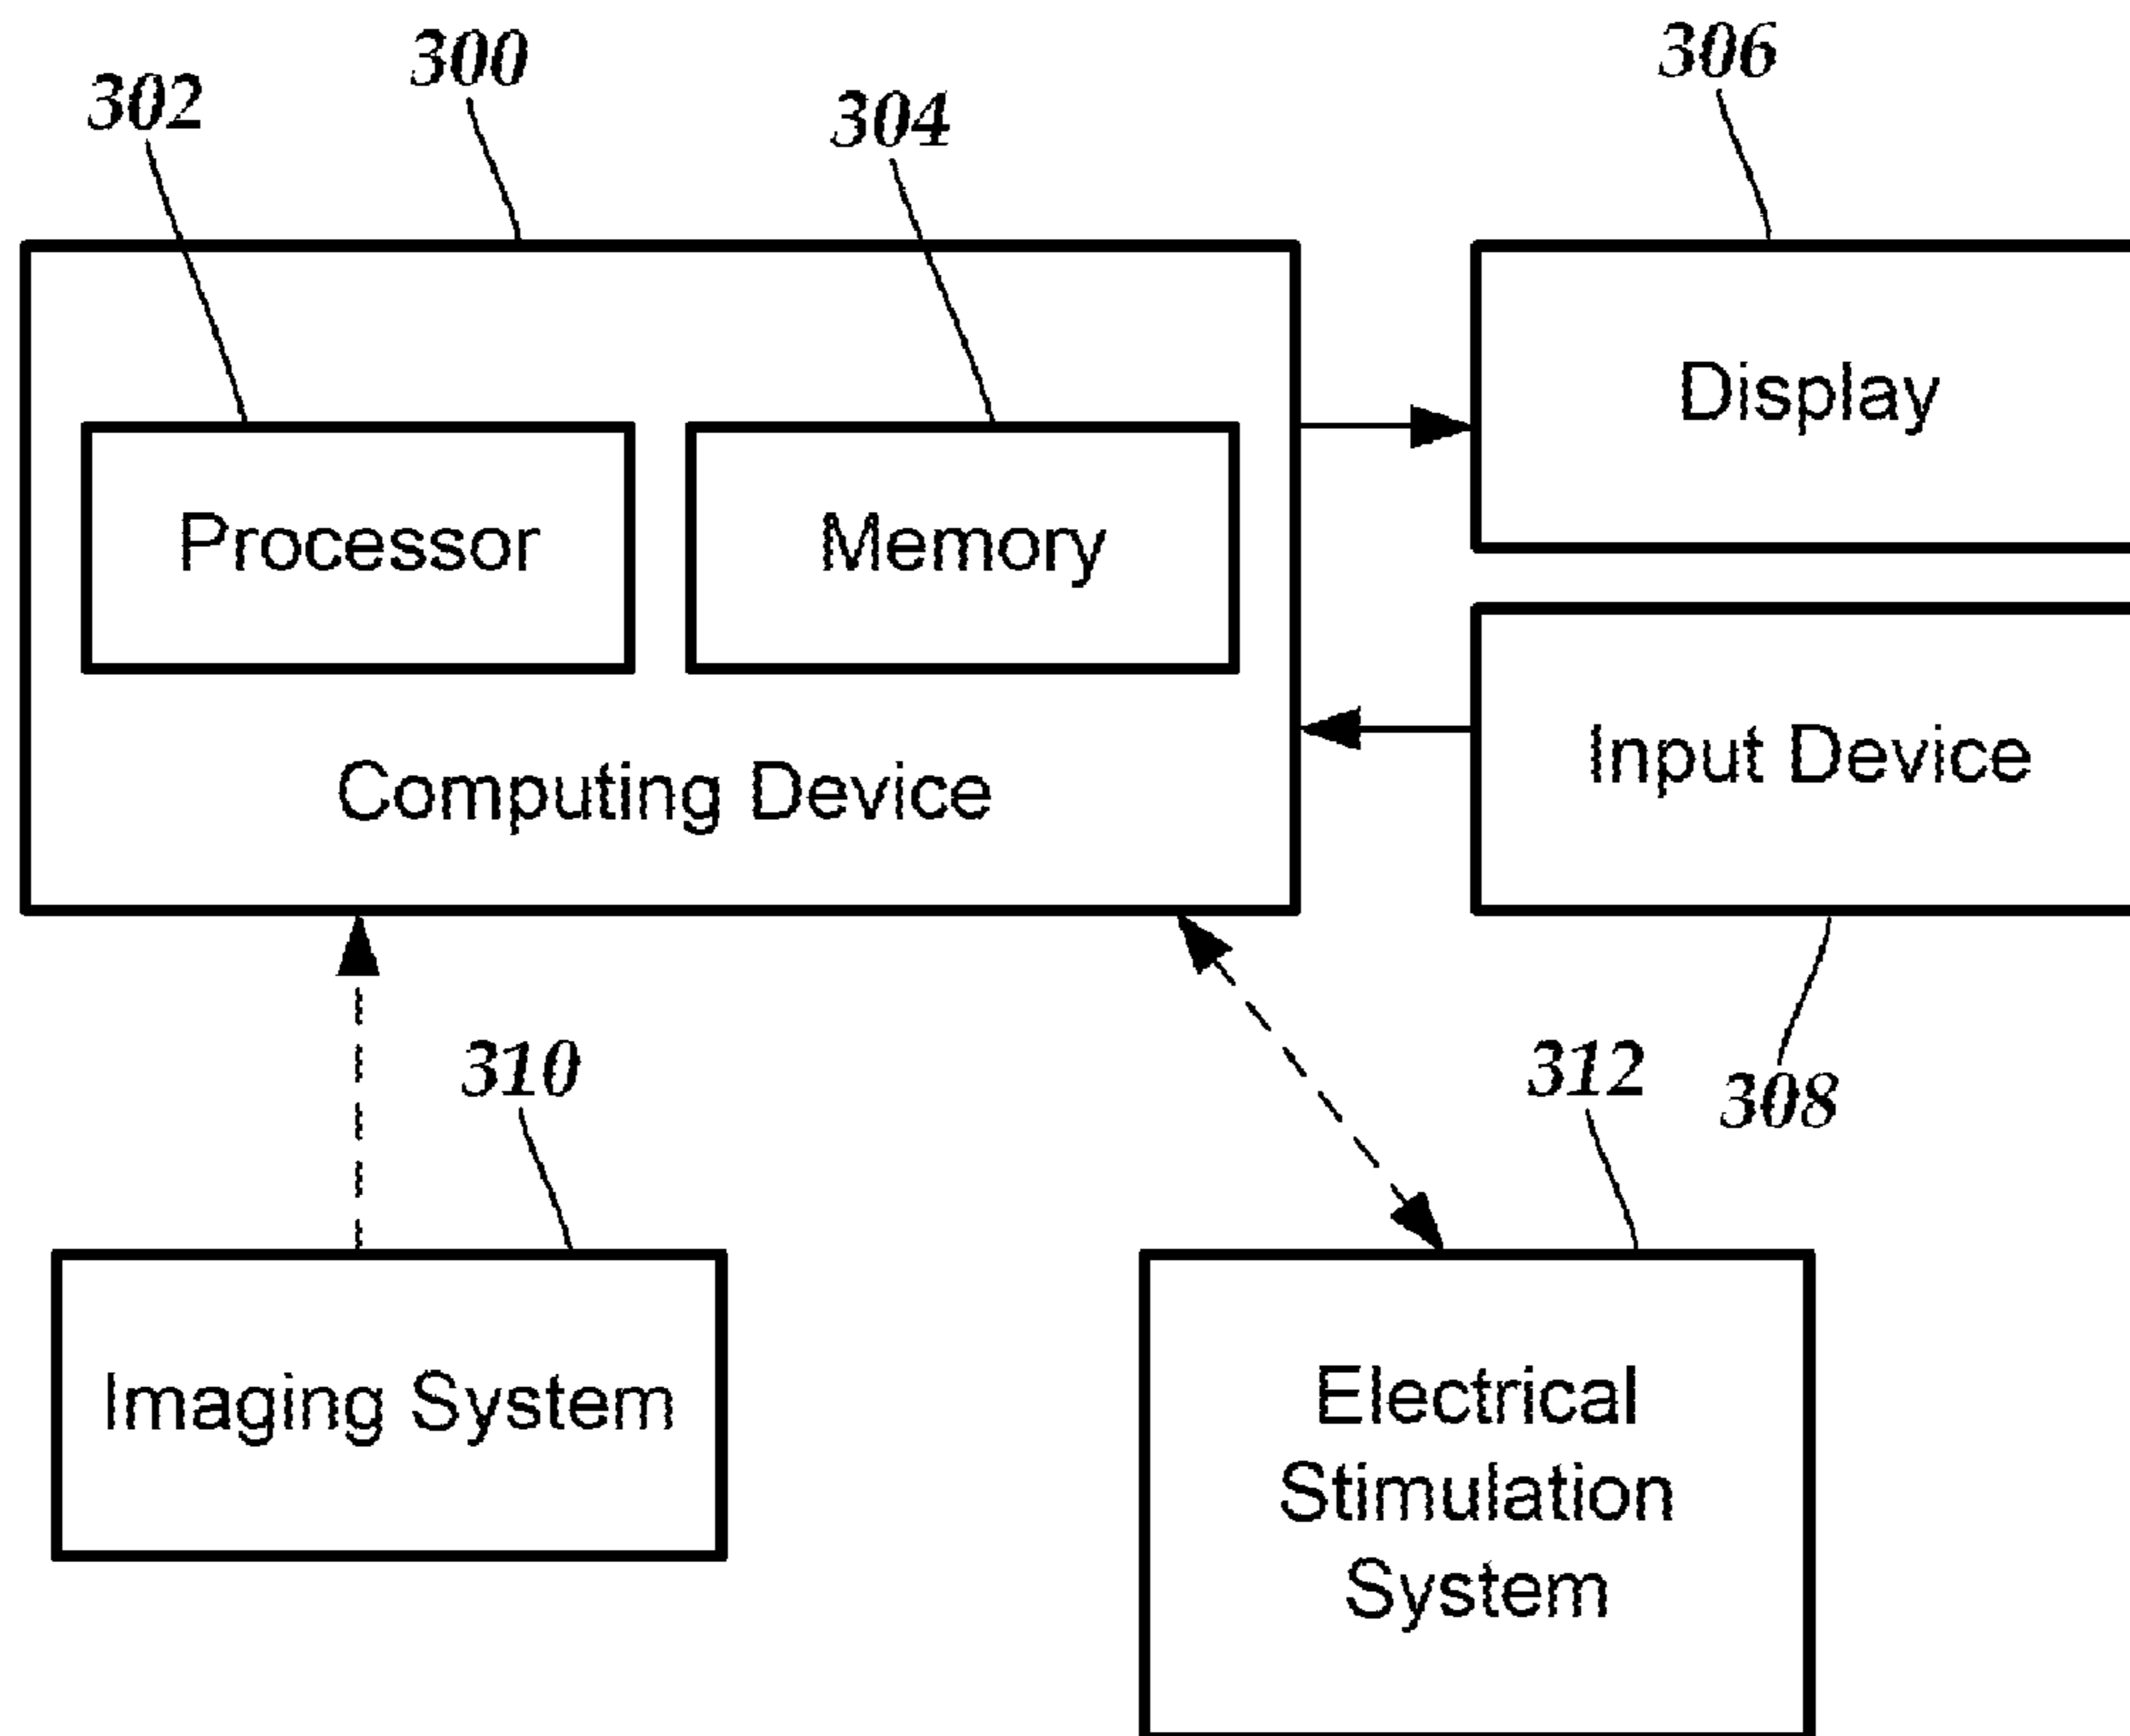 300
306
302
304
Display
Processor
Memory
Input Device
Computing Device
310
312
308
Imaging System
Electrical
Stimulation
System